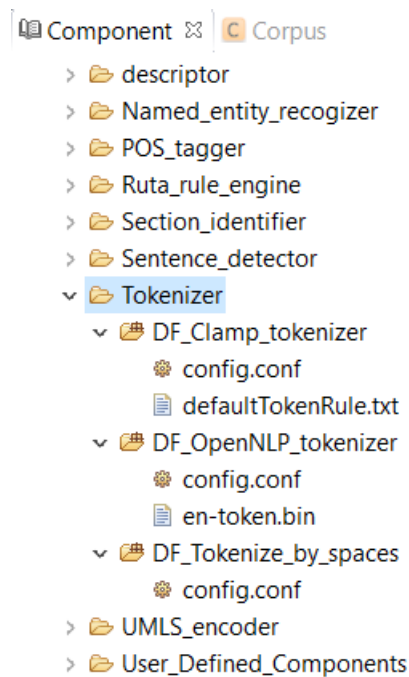 Component C Corpus
descriptor
Named_entity_recogizer
POS_tagger
Ruta_rule_engine
Section_identifier
Sentence_detector
Tokenizer
DF_Clamp_tokenizer
config.conf
defaultTokenRule.txt
DF_OpenNLP_tokenizer
config.conf
en-token.bin
DF_Tokenize_by_spaces
config.conf
UMLS_encoder
User_Defined_Components